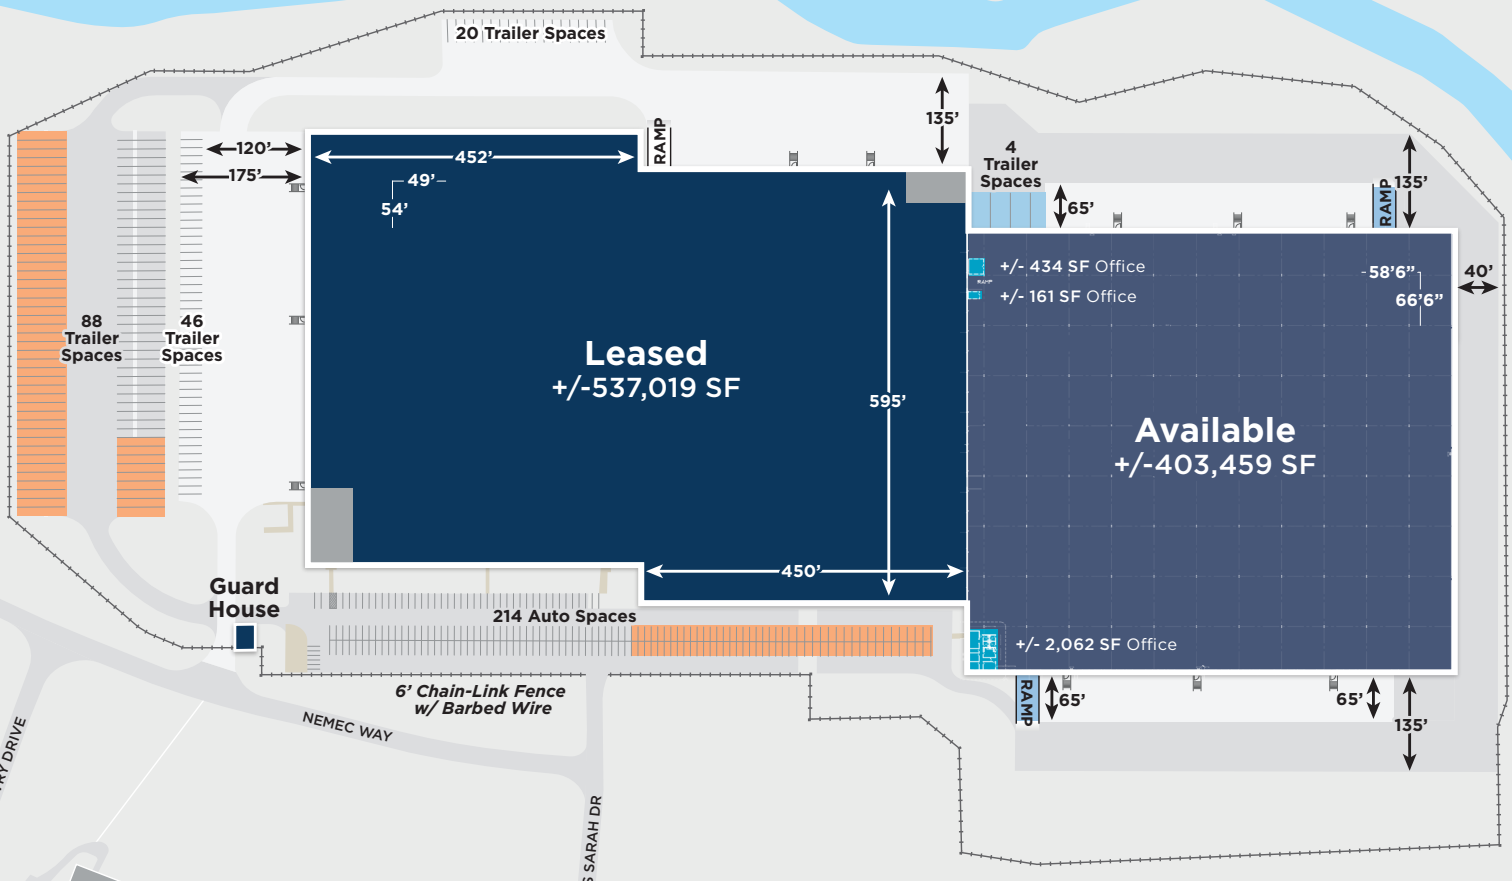 20 Trailer Spaces
135’
RAMP
4
Trailer
Spaces
65’
RAMP
135’
120’
175’
452’
49’
54’
+/- 434 SF Office
RAMP
+/- 161 SF Office
58’6”
66’6”
40’
88
Trailer
Spaces
46
Trailer
Spaces
Leased
+/-537,019 SF
595’
Available
+/-403,459 SF
450’
Guard
House
214 Auto Spaces
+/- 2,062 SF Office
6’ Chain-Link Fence
w/ Barbed Wire
RAMP
65’
65’
135’
NEMEC WAY
RY DRIVE
S SARAH DR